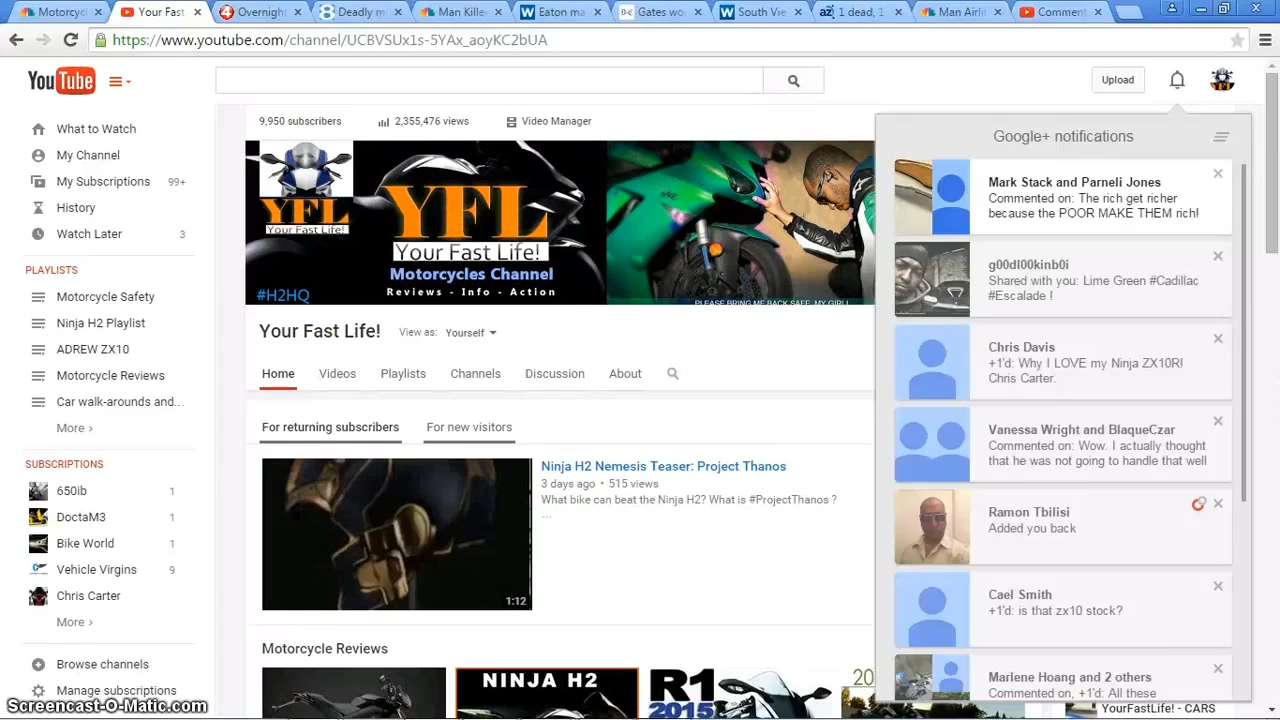 Motorcycl
Your Fast
Overnight
Deadly m
Man Killer
Eaton ma
Gates wo
South Vie
1 dead, 1
Man Airli
Comment
https://www.youtube.com/channel/UCBVSUx1s-5YAx_aoyKC2bUA
YouTube
Upload
YFL
What to Watch
My Channel
My Subscriptions 99+
History
Watch Later 3
PLAYLISTS
Motorcycle Safety
Ninja H2 Playlist
ADREW ZX10
Motorcycle Reviews
Car walk-arounds and...
More ›
SUBSCRIPTIONS
650ib 1
DoctaM3 1
Bike World 1
Vehicle Virgins 9
Chris Carter
More ›
Browse channels
Manage subscriptions
9,950 subscribers 2,355,476 views Video Manager
YFL
Your Fast Life!
YFL
Your Fast Life!
Motorcycles Channel
Reviews - Info - Action
#H2HQ
PLEASE BRING ME BACK SAFE, MY GIRL!
Your Fast Life! View as: Yourself
Home Videos Playlists Channels Discussion About
For returning subscribers For new visitors
Ninja H2 Nemesis Teaser: Project Thanos
3 days ago • 515 views
What bike can beat the Ninja H2? What is #ProjectThanos ?
...
1:12
Motorcycle Reviews
NINJA H2
R1
2015
20
Google+ notifications
Mark Stack and Parneli Jones
Commented on: The rich get richer
because the POOR MAKE THEM rich!
g00dl00kinb0i
Shared with you: Lime Green #Cadillac
#Escalade !
Chris Davis
+1'd: Why I LOVE my Ninja ZX10R!
Chris Carter.
Vanessa Wright and BlaqueCzar
Commented on: Wow. I actually thought
that he was not going to handle that well
Ramon Tbilisi
Added you back
Cael Smith
+1'd: is that zx10 stock?
Marlene Hoang and 2 others
Commented on, +1'd: All these
YourFastLife! - CARS
Screencast-O-Matic.com